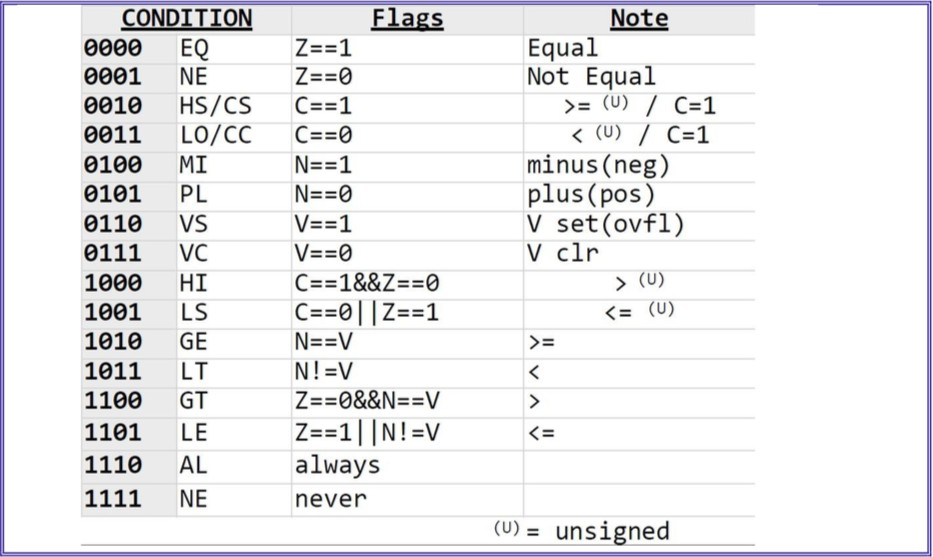 CONDITION Flags Note
0000 EQ Z==1 Equal
0001 NE Z==0 Not Equal
0010 HS/CS C==1 >= (U) / C=1
0011 LO/CC C==0 < (U) / C=1
0100 MI N==1 minus(neg)
0101 PL N==0 plus(pos)
0110 VS V==1 V set(ovfl)
0111 VC V==0 V clr
1000 HI C==1&&Z==0 > (U)
1001 LS C==0||Z==1 <= (U)
1010 GE N==V >=
1011 LT N!=V <
1100 GT Z==0&&N==V >
1101 LE Z==1||N!=V <=
1110 AL always
1111 NE never
(U) = unsigned